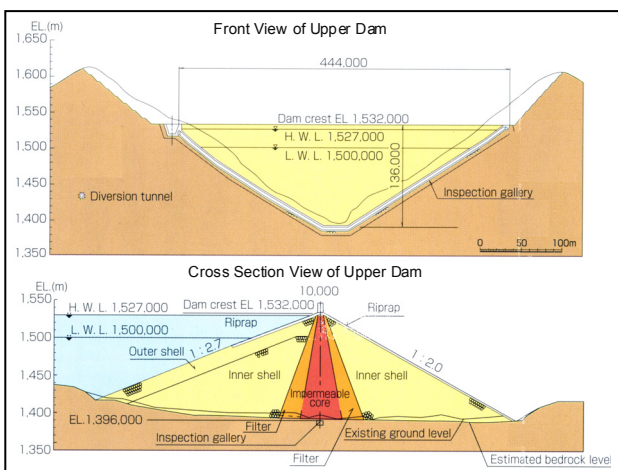 Front View of Upper Dam
EL.(m)
1,650
1,600
1,550
1,500
1,450
1,400
1,350
444,000
Dam crest EL 1,532,000
H. W. L. 1,527,000
L. W. L. 1,500,000
136,000
Diversion tunnel
Inspection gallery
0 50 100m
Cross Section View of Upper Dam
EL.(m)
1,550
1,500
1,450
1,400
1,350
10,000
H. W. L. 1,527,000
Dam crest EL 1,532,000
Riprap
L. W. L. 1,500,000
Riprap
Outer shell
1 : 2.7
1 : 2.0
Inner shell
Inner shell
Impermeable
core
EL.1,396,000
Filter
Existing ground level
Inspection gallery
Filter
Estimated bedrock level